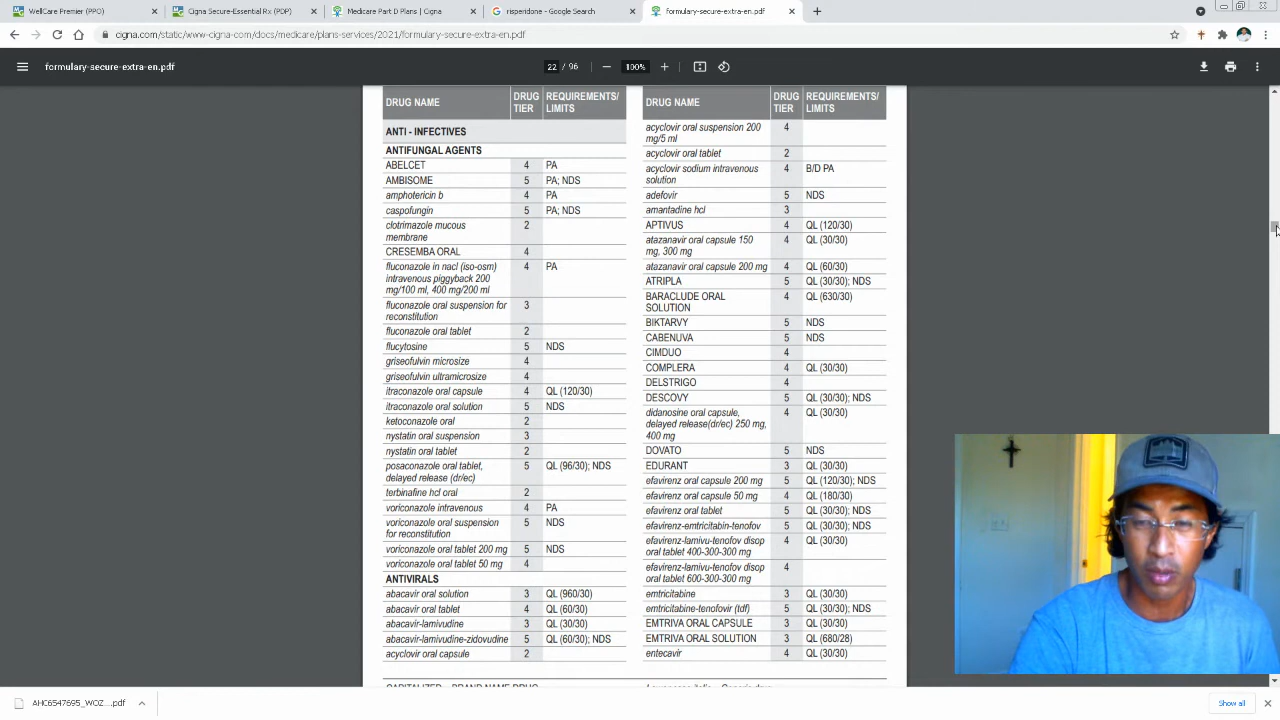 WellCare Premier (PPO)
Cigna Secure-Essential Rx (PDP)
Medicare Part D Plans | Cigna
risperidone - Google Search
formulary-secure-extra-en.pdf
cigna.com/static/www-cigna-com/docs/medicare/plans-services/2021/formulary-secure-extra-en.pdf
formulary-secure-extra-en.pdf
22 / 96
100%
DRUG NAME
DRUG TIER
REQUIREMENTS/ LIMITS
ANTI - INFECTIVES
ANTIFUNGAL AGENTS
ABELCET 4 PA
AMBISOME 5 PA; NDS
amphotericin b 4 PA
caspofungin 5 PA; NDS
clotrimazole mucous 2
membrane
CRESEMBA ORAL 4
fluconazole in nacl (iso-osm) 4 PA
intravenous piggyback 200
mg/100 ml, 400 mg/200 ml
fluconazole oral suspension for 3
reconstitution
fluconazole oral tablet 2
flucytosine 5 NDS
griseofulvin microsize 4
griseofulvin ultramicrosize 4
itraconazole oral capsule 4 QL (120/30)
itraconazole oral solution 5 NDS
ketoconazole oral 2
nystatin oral suspension 3
nystatin oral tablet 2
posaconazole oral tablet, 5 QL (96/30); NDS
delayed release (dr/ec)
terbinafine hcl oral 2
voriconazole intravenous 4 PA
voriconazole oral suspension 5 NDS
for reconstitution
voriconazole oral tablet 200 mg 5 NDS
voriconazole oral tablet 50 mg 4
ANTIVIRALS
abacavir oral solution 3 QL (960/30)
abacavir oral tablet 4 QL (60/30)
abacavir-lamivudine 3 QL (30/30)
abacavir-lamivudine-zidovudine 5 QL (60/30); NDS
acyclovir oral capsule 2
DRUG NAME
DRUG TIER
REQUIREMENTS/ LIMITS
acyclovir oral suspension 200 4
mg/5 ml
acyclovir oral tablet 2
acyclovir sodium intravenous 4 B/D PA
solution
adefovir 5 NDS
amantadine hcl 3
APTIVUS 4 QL (120/30)
atazanavir oral capsule 150 4 QL (30/30)
mg, 300 mg
atazanavir oral capsule 200 mg 4 QL (60/30)
ATRIPLA 5 QL (30/30); NDS
BARACLUDE ORAL 4 QL (630/30)
SOLUTION
BIKTARVY 5 NDS
CABENUVA 5 NDS
CIMDUO 4
COMPLERA 4 QL (30/30)
DELSTRIGO 4
DESCOVY 5 QL (30/30); NDS
didanosine oral capsule, 4 QL (30/30)
delayed release(dr/ec) 250 mg,
400 mg
DOVATO 5 NDS
EDURANT 3 QL (30/30)
efavirenz oral capsule 200 mg 5 QL (120/30); NDS
efavirenz oral capsule 50 mg 4 QL (180/30)
efavirenz oral tablet 5 QL (30/30); NDS
efavirenz-emtricitabin-tenofov 5 QL (30/30); NDS
efavirenz-lamivu-tenofov disop 4 QL (30/30)
oral tablet 400-300-300 mg
efavirenz-lamivu-tenofov disop 4
oral tablet 600-300-300 mg
emtricitabine 3 QL (30/30)
emtricitabine-tenofovir (tdf) 5 QL (30/30); NDS
EMTRIVA ORAL CAPSULE 3 QL (30/30)
EMTRIVA ORAL SOLUTION 3 QL (680/28)
entecavir 4 QL (30/30)
AHC6547695_WOZ....pdf
Show all